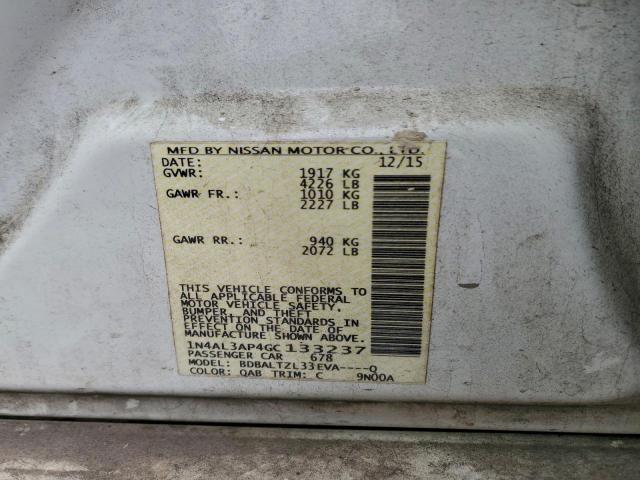 MFD BY NISSAN MOTOR CO., LTD.
DATE: 12/15
GVWR: 1917 KG
4226 LB
GAWR FR.: 1010 KG
2227 LB
GAWR RR.: 940 KG
2072 LB
THIS VEHICLE CONFORMS TO
ALL APPLICABLE FEDERAL
MOTOR VEHICLE SAFETY,
BUMPER, AND THEFT
PREVENTION STANDARDS IN
EFFECT ON THE DATE OF
MANUFACTURE SHOWN ABOVE.
1N4AL3AP4GC133237
PASSENGER CAR 678
MODEL: BDBALTZL33EVA----Q
COLOR: QAB TRIM: C 9N00A